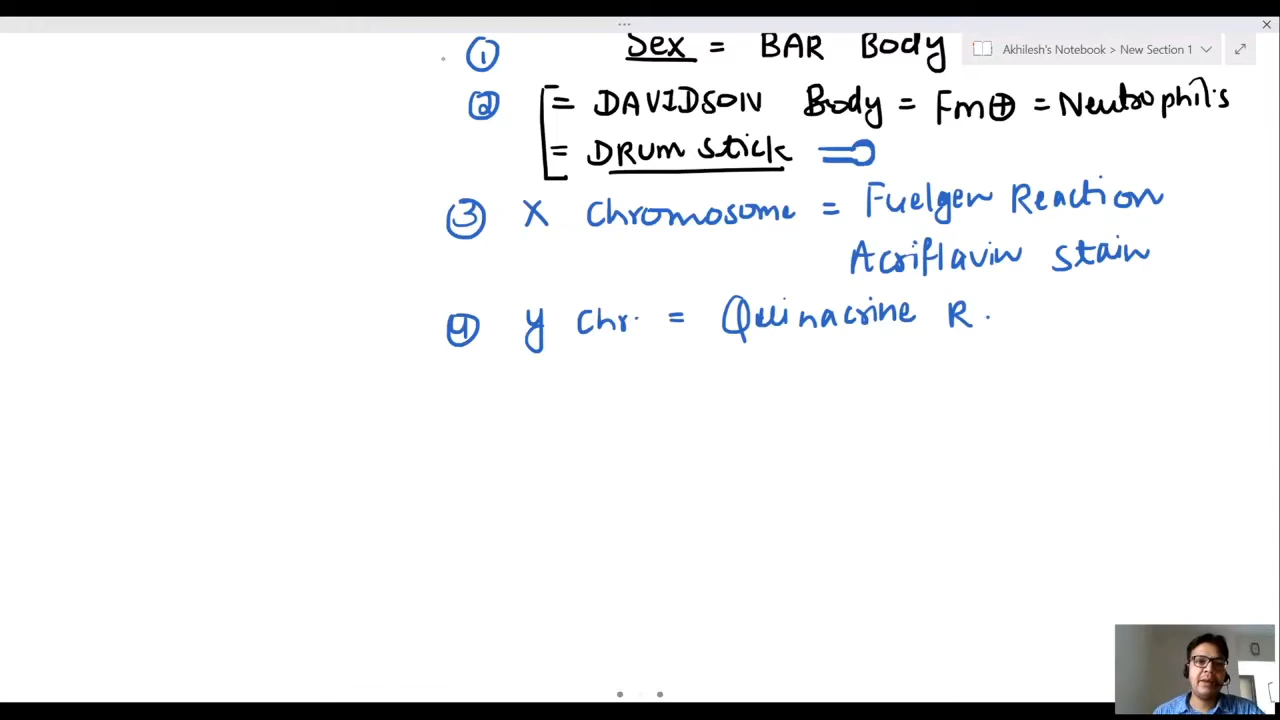 Akhilesh's Notebook > New Section 1
① Sex = BAR Body
② = DAVIDSON Body = Fm⊕ = Neutrophils
= DRUM stick
③ X Chromosome = Fuelgen Reaction
Acriflavin stain
④ y Chr. = Quinacrine R.